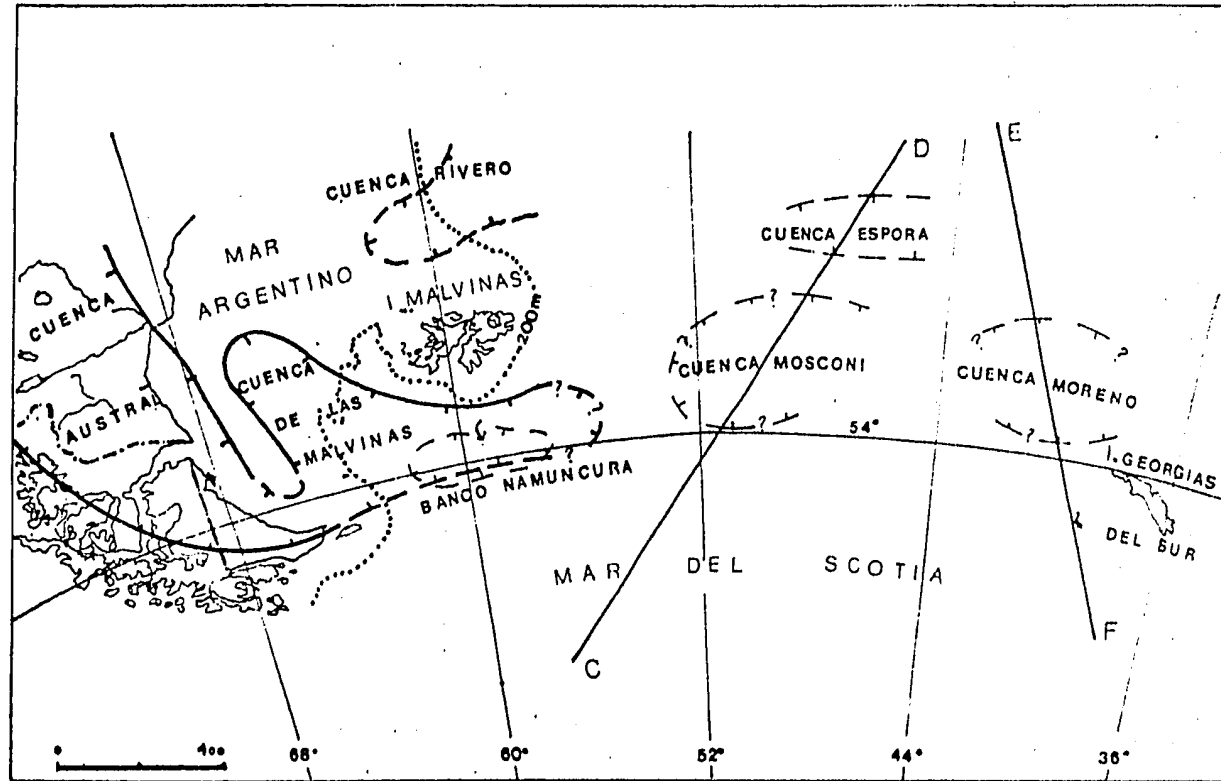 E
D
CUENCA RIVERO
MAR
ARGENTINO
CUENCA ESPORA
I. MALVINAS
200m
?
CUENCA
CUENCA
DE LAS
MALVINAS
?
?
CUENCA MOSCONI
?
?
CUENCA MORENO
?
AUSTRAL
?
?
?
54°
I. GEORGIAS
BANCO NAMUNCURA
DEL SUR
MAR DEL SCOTIA
F
C
0 400
68° 60° 52° 44° 36°